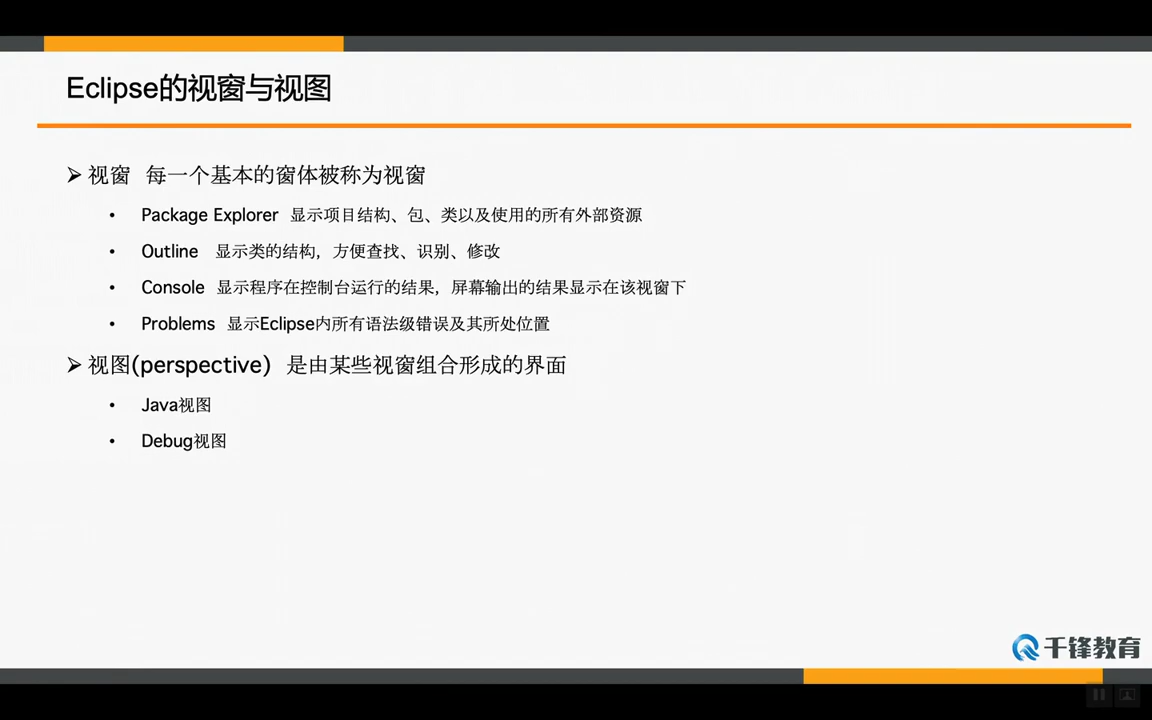 Eclipse的视窗与视图
➢ 视窗 每一个基本的窗体被称为视窗
• Package Explorer 显示项目结构、包、类以及使用的所有外部资源
• Outline 显示类的结构，方便查找、识别、修改
• Console 显示程序在控制台运行的结果，屏幕输出的结果显示在该视窗下
• Problems 显示Eclipse内所有语法级错误及其所处位置
➢ 视图(perspective) 是由某些视窗组合形成的界面
• Java视图
• Debug视图
千锋教育